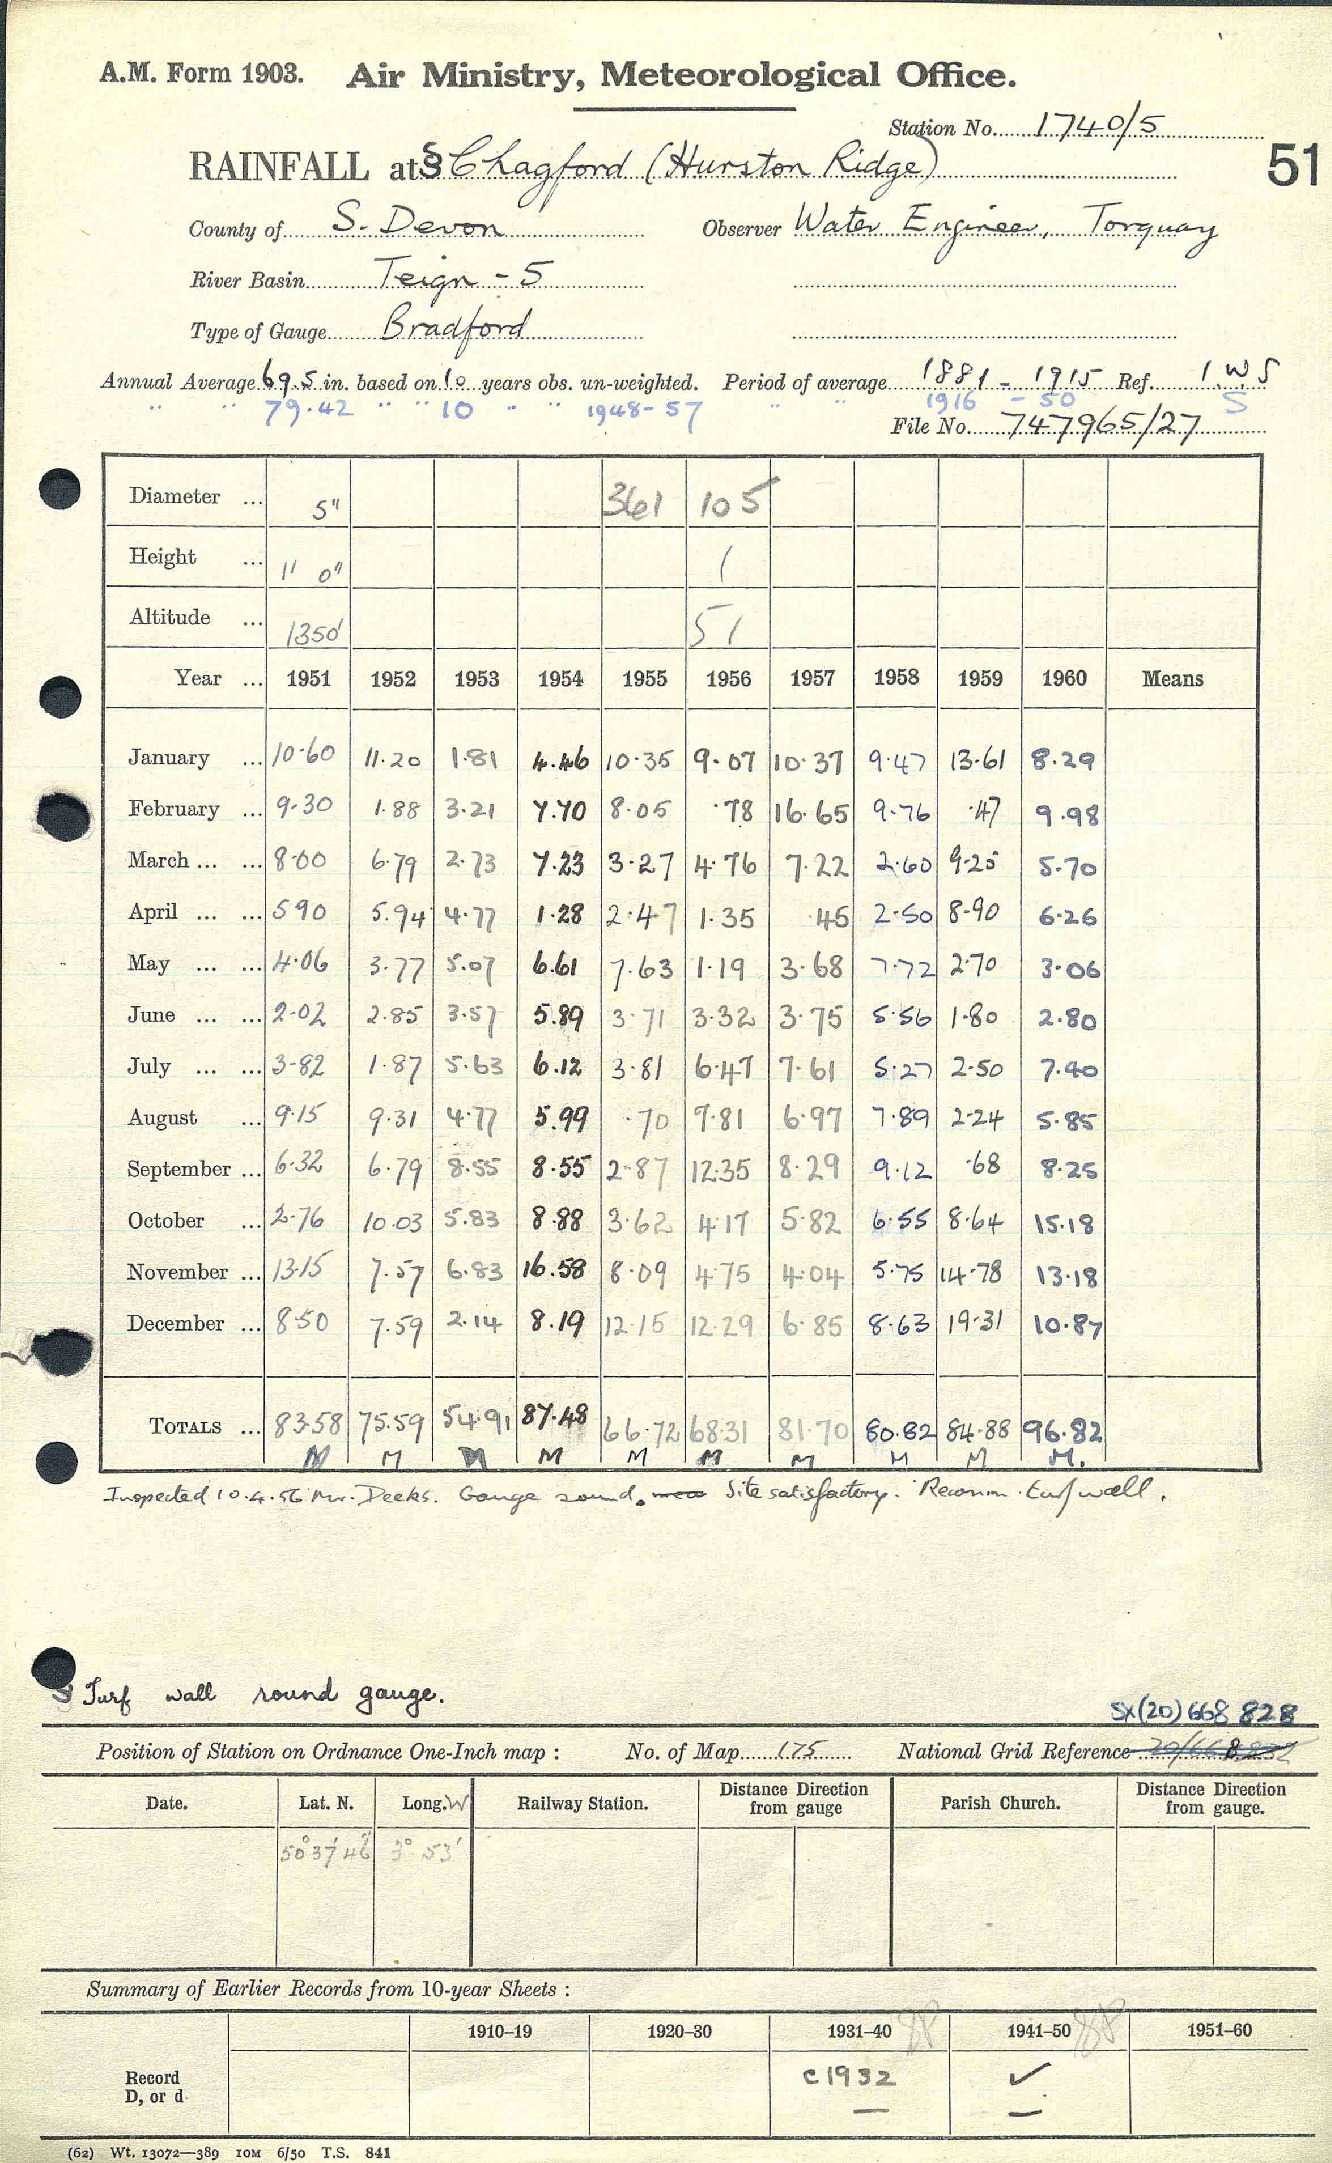 A.M. Form 1903. Air Ministry, Meteorological Office.
Station No. 1740/5
RAINFALL at § Chagford (Hurston Ridge)
51
County of S. Devon Observer Water Engineer, Torquay
River Basin Teign - 5
Type of Gauge Bradford
Annual Average 69.5 in. based on 10 years obs. un-weighted. Period of average 1881 - 1915 Ref. I.W.S
" " 79.42 " " 10 " " 1948-57 " " 1916 - 50 S
File No. 747965/27
Diameter ... 5" 361 105
Height ... 1' 0" 1
Altitude ... 1350' 51
Year ... 1951 1952 1953 1954 1955 1956 1957 1958 1959 1960 Means
January ... 10.60 11.20 1.81 4.46 10.35 9.07 10.37 9.47 13.61 8.29
February ... 9.30 1.88 3.21 7.70 8.05 .78 16.65 9.76 .47 9.98
March ... ... 8.00 6.79 2.73 7.23 3.27 4.76 7.22 2.60 9.25 5.70
April ... ... 5 90 5.94 4.77 1.28 2.47 1.35 .45 2.50 8.90 6.26
May ... ... 4.06 3.77 5.07 6.61 7.63 1.19 3.68 7.72 2.70 3.06
June ... ... 2.02 2.85 3.57 5.89 3.71 3.32 3.75 5.56 1.80 2.80
July ... ... 3.82 1.87 5.63 6.12 3.81 6.47 7.61 5.27 2.50 7.40
August ... 9.15 9.31 4.77 5.99 .70 9.81 6.97 7.89 2.24 5.85
September ... 6.32 6.79 8.55 8.55 2.87 12.35 8.29 9.12 .68 8.25
October ... 2.76 10.03 5.83 8.88 3.62 4.17 5.82 6.55 8.64 15.18
November ... 13.15 7.57 6.83 16.58 8.09 4.75 4.04 5.75 14.78 13.18
December ... 8.50 7.59 2.14 8.19 12.15 12.29 6.85 8.63 19.31 10.87
TOTALS ... 83.58 75.59 54.91 87.48 66.72 68.31 81.70 80.82 84.88 96.82
M M M M M M M M M M.
Inspected 10.4.56 Mr. Deeks. Gauge sound. Site satisfactory. Recomm. turf wall.
§ Turf wall round gauge.
SX(20) 668 828
Position of Station on Ordnance One-Inch map : No. of Map 175 National Grid Reference
Date. Lat. N. Long. W Railway Station. Distance from gauge Direction Parish Church. Distance from gauge. Direction
50° 37' 46" 3° 53'
Summary of Earlier Records from 10-year Sheets :
1910–19 1920–30 1931–40 1941–50 1951–60
Record D, or d. c1932 ✓
— —
(62) Wt. 13072—389 10M 6/50 T.S. 841